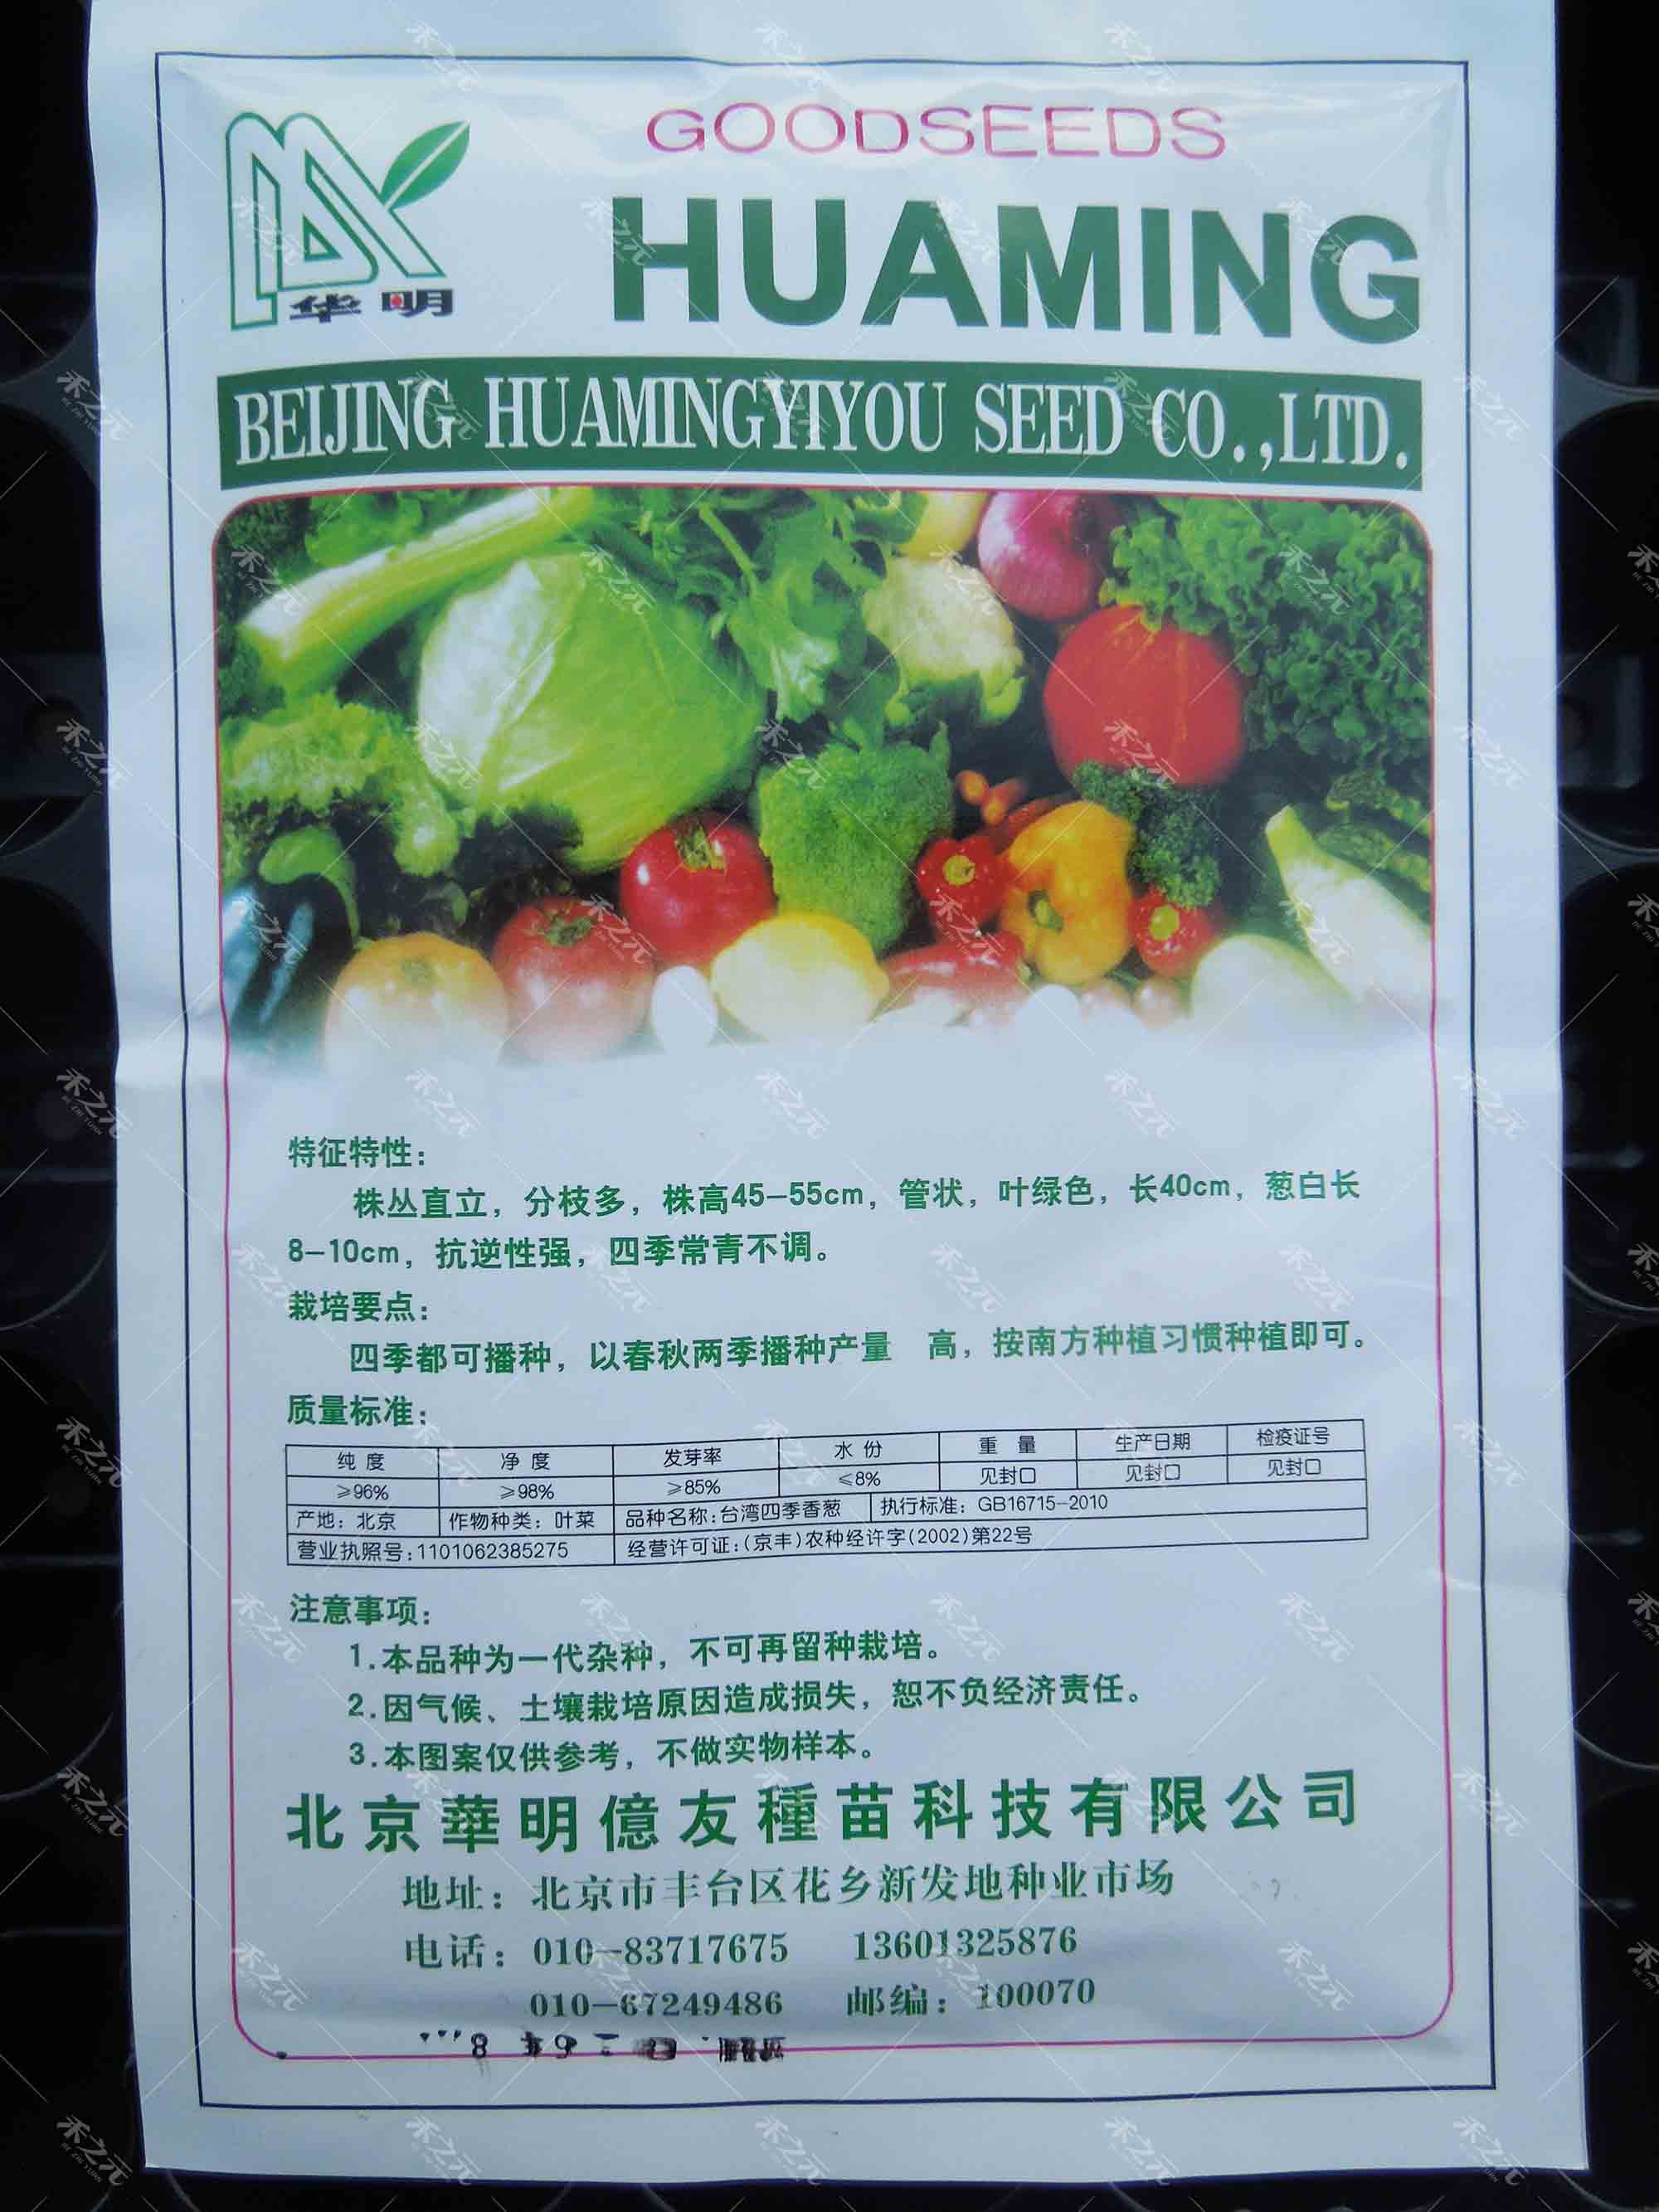 GOODSEEDS
HUAMING
华明
BEIJING HUAMINGYIYOU SEED CO.,LTD.
特征特性：
株丛直立，分枝多，株高45-55cm，管状，叶绿色，长40cm，葱白长
8-10cm，抗逆性强，四季常青不调。
栽培要点：
四季都可播种，以春秋两季播种产量 高，按南方种植习惯种植即可。
质量标准：
纯度 净度 发芽率 水份 重量 生产日期 检疫证号
≥96% ≥98% ≥85% ≤8% 见封口 见封口 见封口
产地：北京 作物种类：叶菜 品种名称：台湾四季香葱 执行标准：GB16715-2010
营业执照号：1101062385275 经营许可证：(京丰)农种经许字(2002)第22号
注意事项：
1.本品种为一代杂种，不可再留种栽培。
2.因气候、土壤栽培原因造成损失，恕不负经济责任。
3.本图案仅供参考，不做实物样本。
北京華明億友種苗科技有限公司
地址：北京市丰台区花乡新发地种业市场
电话：010-83717675 13601325876
010-67249486 邮编：100070
禾之元
HE ZHI YUAN